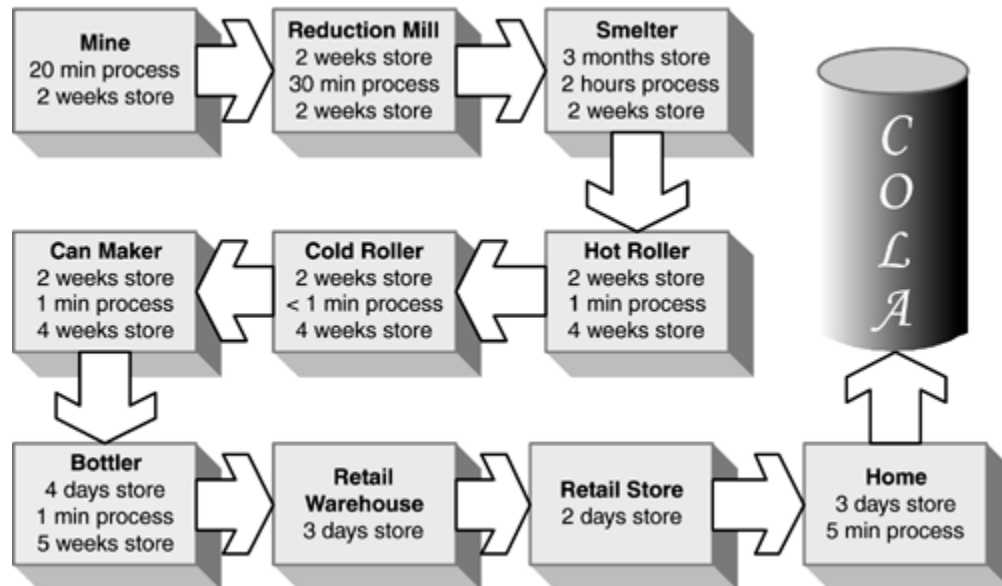 Mine
20 min process
2 weeks store
Reduction Mill
2 weeks store
30 min process
2 weeks store
Smelter
3 months store
2 hours process
2 weeks store
Hot Roller
2 weeks store
1 min process
4 weeks store
Cold Roller
2 weeks store
< 1 min process
4 weeks store
Can Maker
2 weeks store
1 min process
4 weeks store
Bottler
4 days store
1 min process
5 weeks store
Retail
Warehouse
3 days store
Retail Store
2 days store
Home
3 days store
5 min process
C
O
L
A